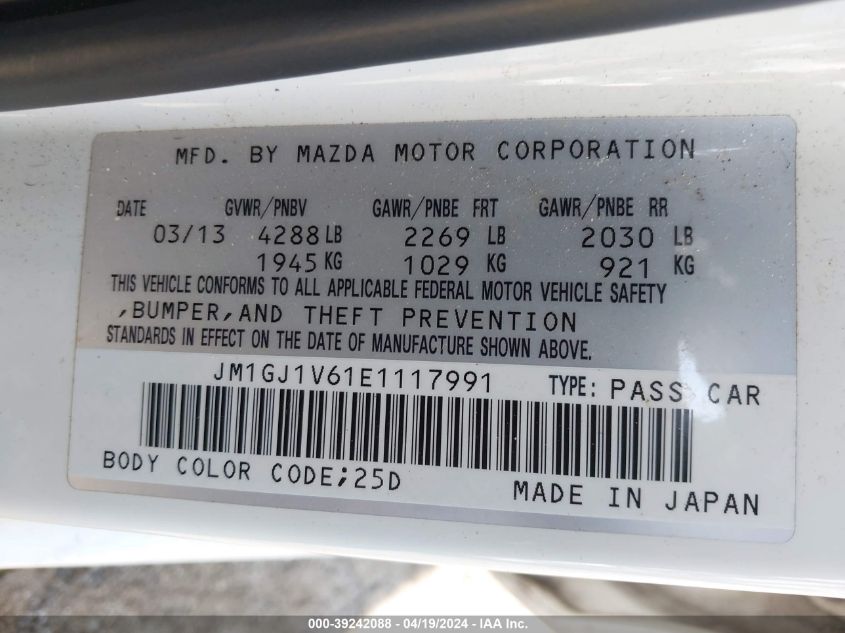 MFD. BY MAZDA MOTOR CORPORATION
DATE GVWR/PNBV GAWR/PNBE FRT GAWR/PNBE RR
03/13 4288 LB 2269 LB 2030 LB
1945 KG 1029 KG 921 KG
THIS VEHICLE CONFORMS TO ALL APPLICABLE FEDERAL MOTOR VEHICLE SAFETY
,BUMPER,AND THEFT PREVENTION
STANDARDS IN EFFECT ON THE DATE OF MANUFACTURE SHOWN ABOVE.
JM1GJ1V61E1117991 TYPE: PASS CAR
BODY COLOR CODE;25D
MADE IN JAPAN
000-39242088 - 04/19/2024 - IAAI Inc.